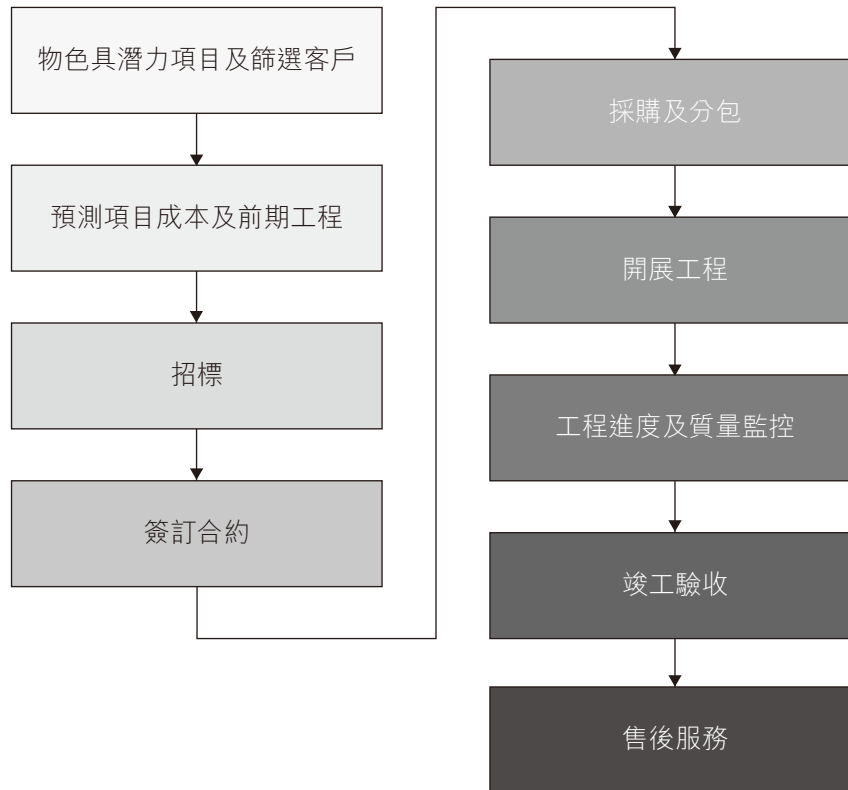 物色具潛力項目及篩選客戶
預測項目成本及前期工程
招標
簽訂合約
採購及分包
開展工程
工程進度及質量監控
竣工驗收
售後服務